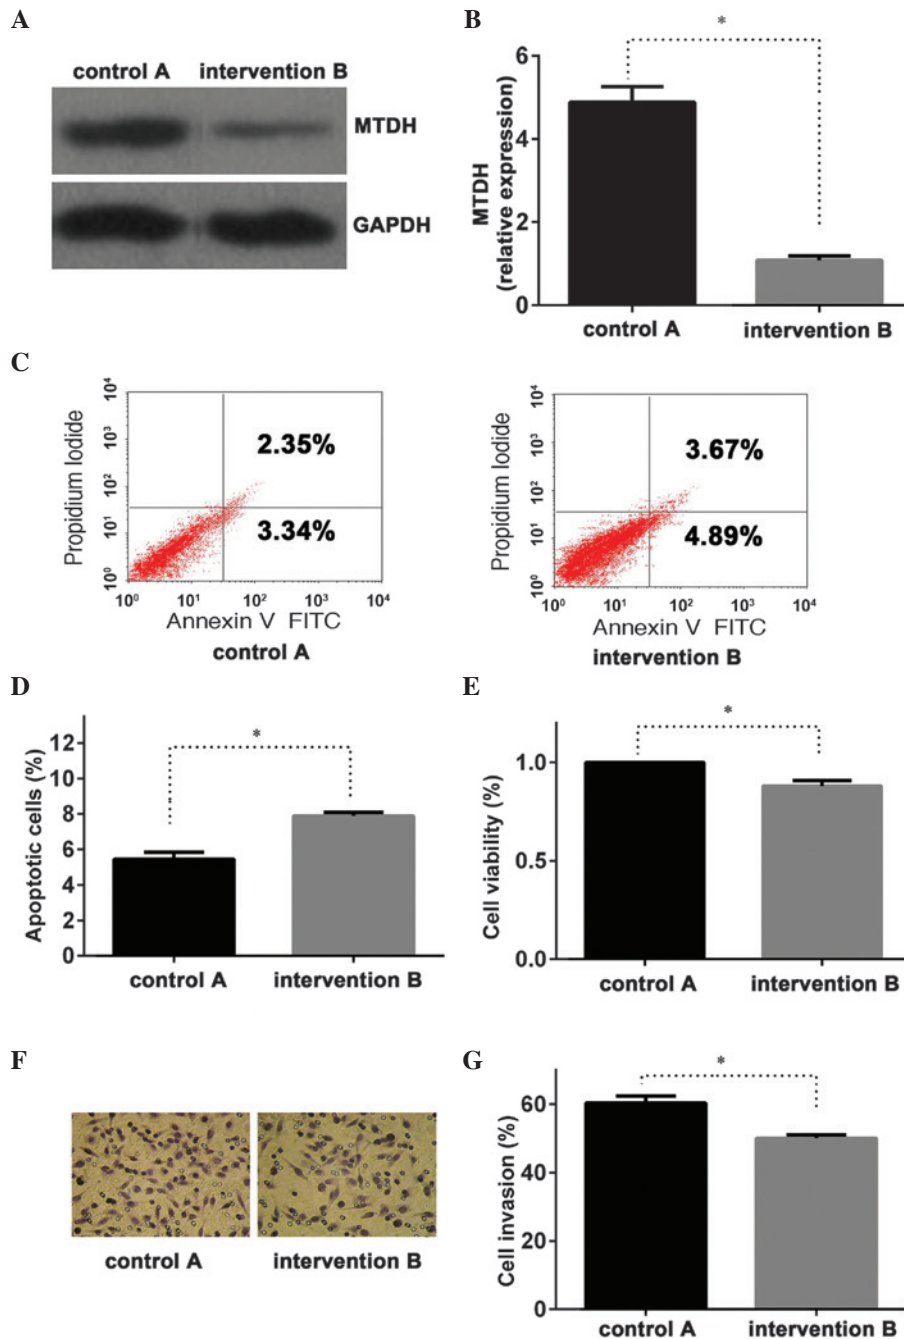 A
control A intervention B
MTDH
GAPDH
B
*
MTDH
(relative expression)
6
4
2
0
control A intervention B
C
Propidium Iodide
10⁴
10³
10²
10¹
10⁰
2.35%
3.34%
10⁰ 10¹ 10² 10³ 10⁴
Annexin V FITC
control A
Propidium Iodide
10⁴
10³
10²
10¹
10⁰
3.67%
4.89%
10⁰ 10¹ 10² 10³ 10⁴
Annexin V FITC
intervention B
D
*
Apoptotic cells (%)
12
10
8
6
4
2
0
control A intervention B
E
*
Cell viability (%)
1.0
0.5
0.0
control A intervention B
F
control A intervention B
G
*
Cell invasion (%)
60
40
20
0
control A intervention B